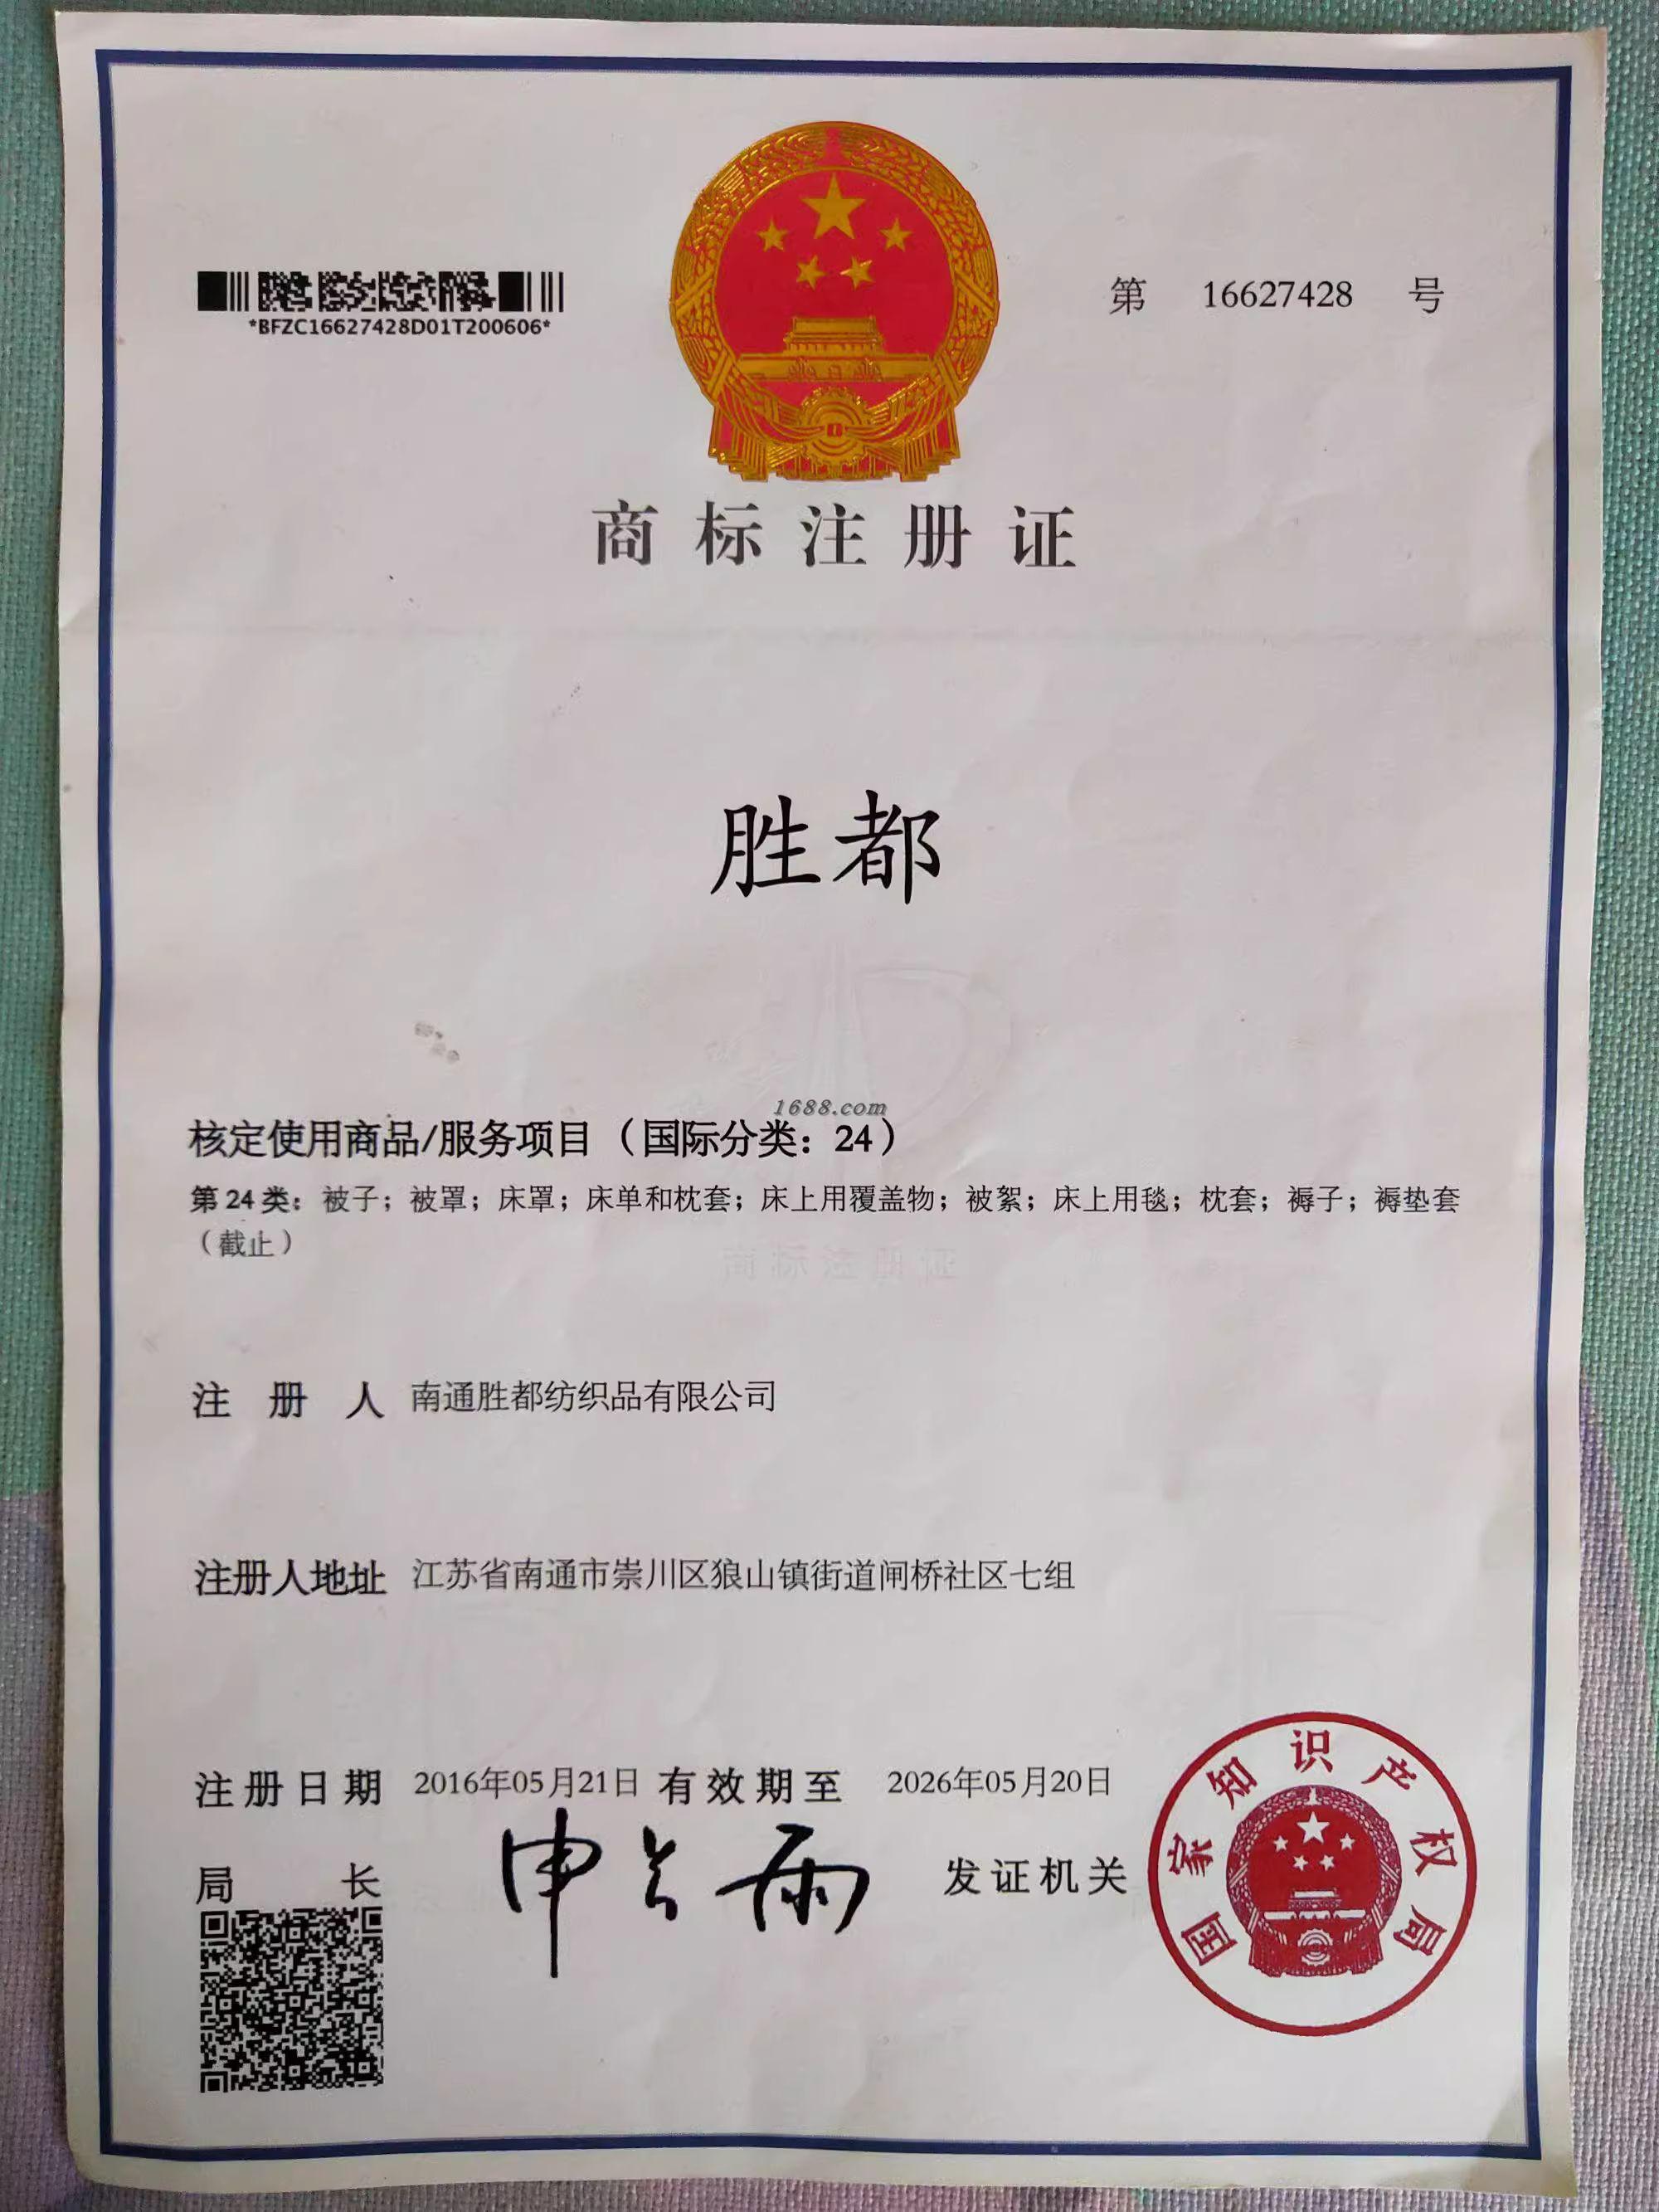 *BFZC16627428D01T200606*
第 16627428 号
商标注册证
胜都
1688.com
核定使用商品/服务项目（国际分类：24）
第24类：被子；被罩；床罩；床单和枕套；床上用覆盖物；被絮；床上用毯；枕套；褥子；褥垫套
（截止）
商标注册证
注册人 南通胜都纺织品有限公司
注册人地址 江苏省南通市崇川区狼山镇街道闸桥社区七组
注册日期 2016年05月21日 有效期至 2026年05月20日
局长 申长雨 发证机关
国家知识产权局